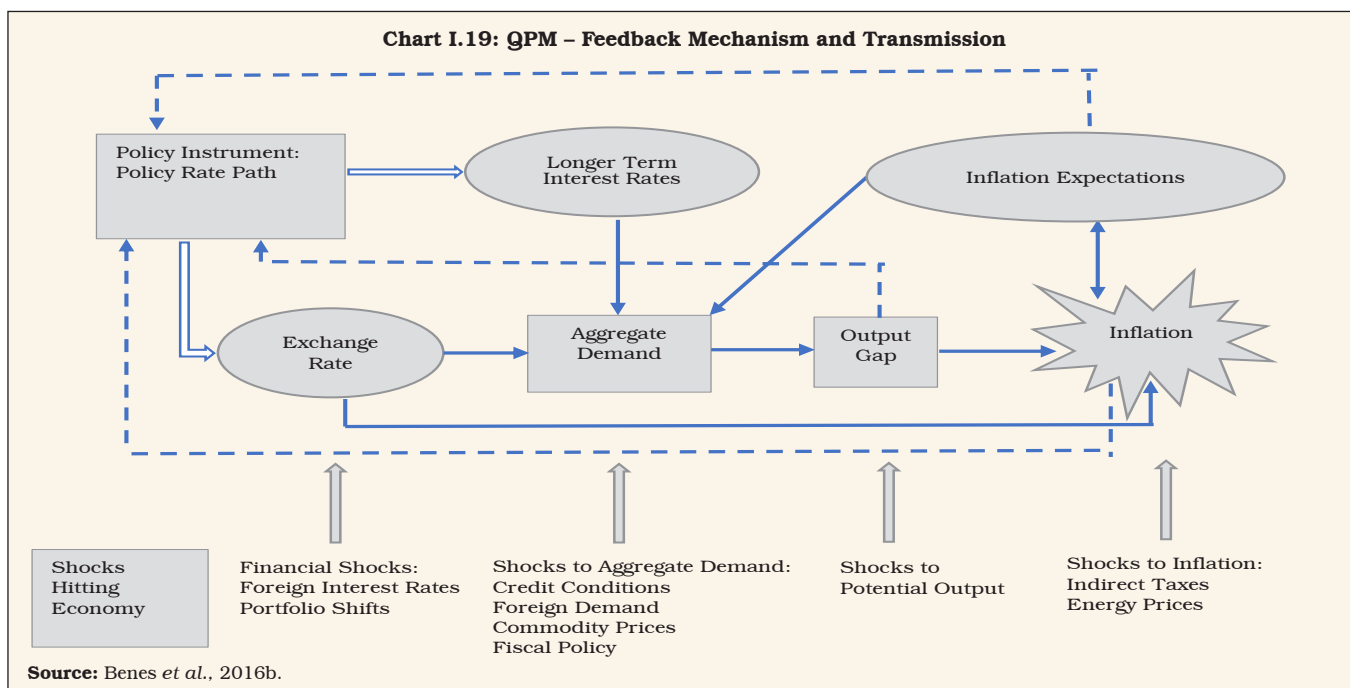 Chart I.19: QPM – Feedback Mechanism and Transmission
Policy Instrument:
Policy Rate Path
Longer Term
Interest Rates
Inflation Expectations
Exchange
Rate
Aggregate
Demand
Output
Gap
Inflation
Shocks
Hitting
Economy
Financial Shocks:
Foreign Interest Rates
Portfolio Shifts
Shocks to Aggregate Demand:
Credit Conditions
Foreign Demand
Commodity Prices
Fiscal Policy
Shocks to
Potential Output
Shocks to Inflation:
Indirect Taxes
Energy Prices
Source: Benes et al., 2016b.